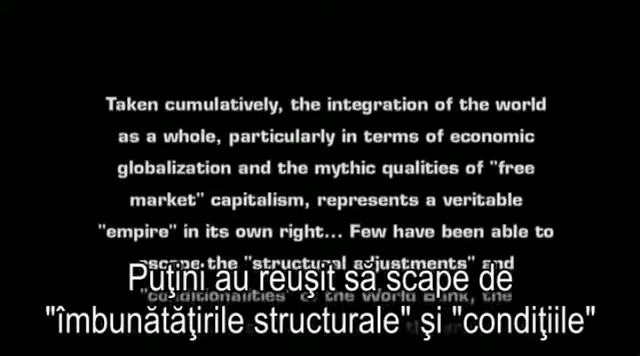 Taken cumulatively, the integration of the world
as a whole, particularly in terms of economic
globalization and the mythic qualities of "free
market" capitalism, represents a veritable
"empire" in its own right... Few have been able to
escape the "structural adjustments" and
"conditionalities" of the World Bank, the
Puţini au reuşit să scape de
"îmbunătăţirile structurale" şi "condiţiile"